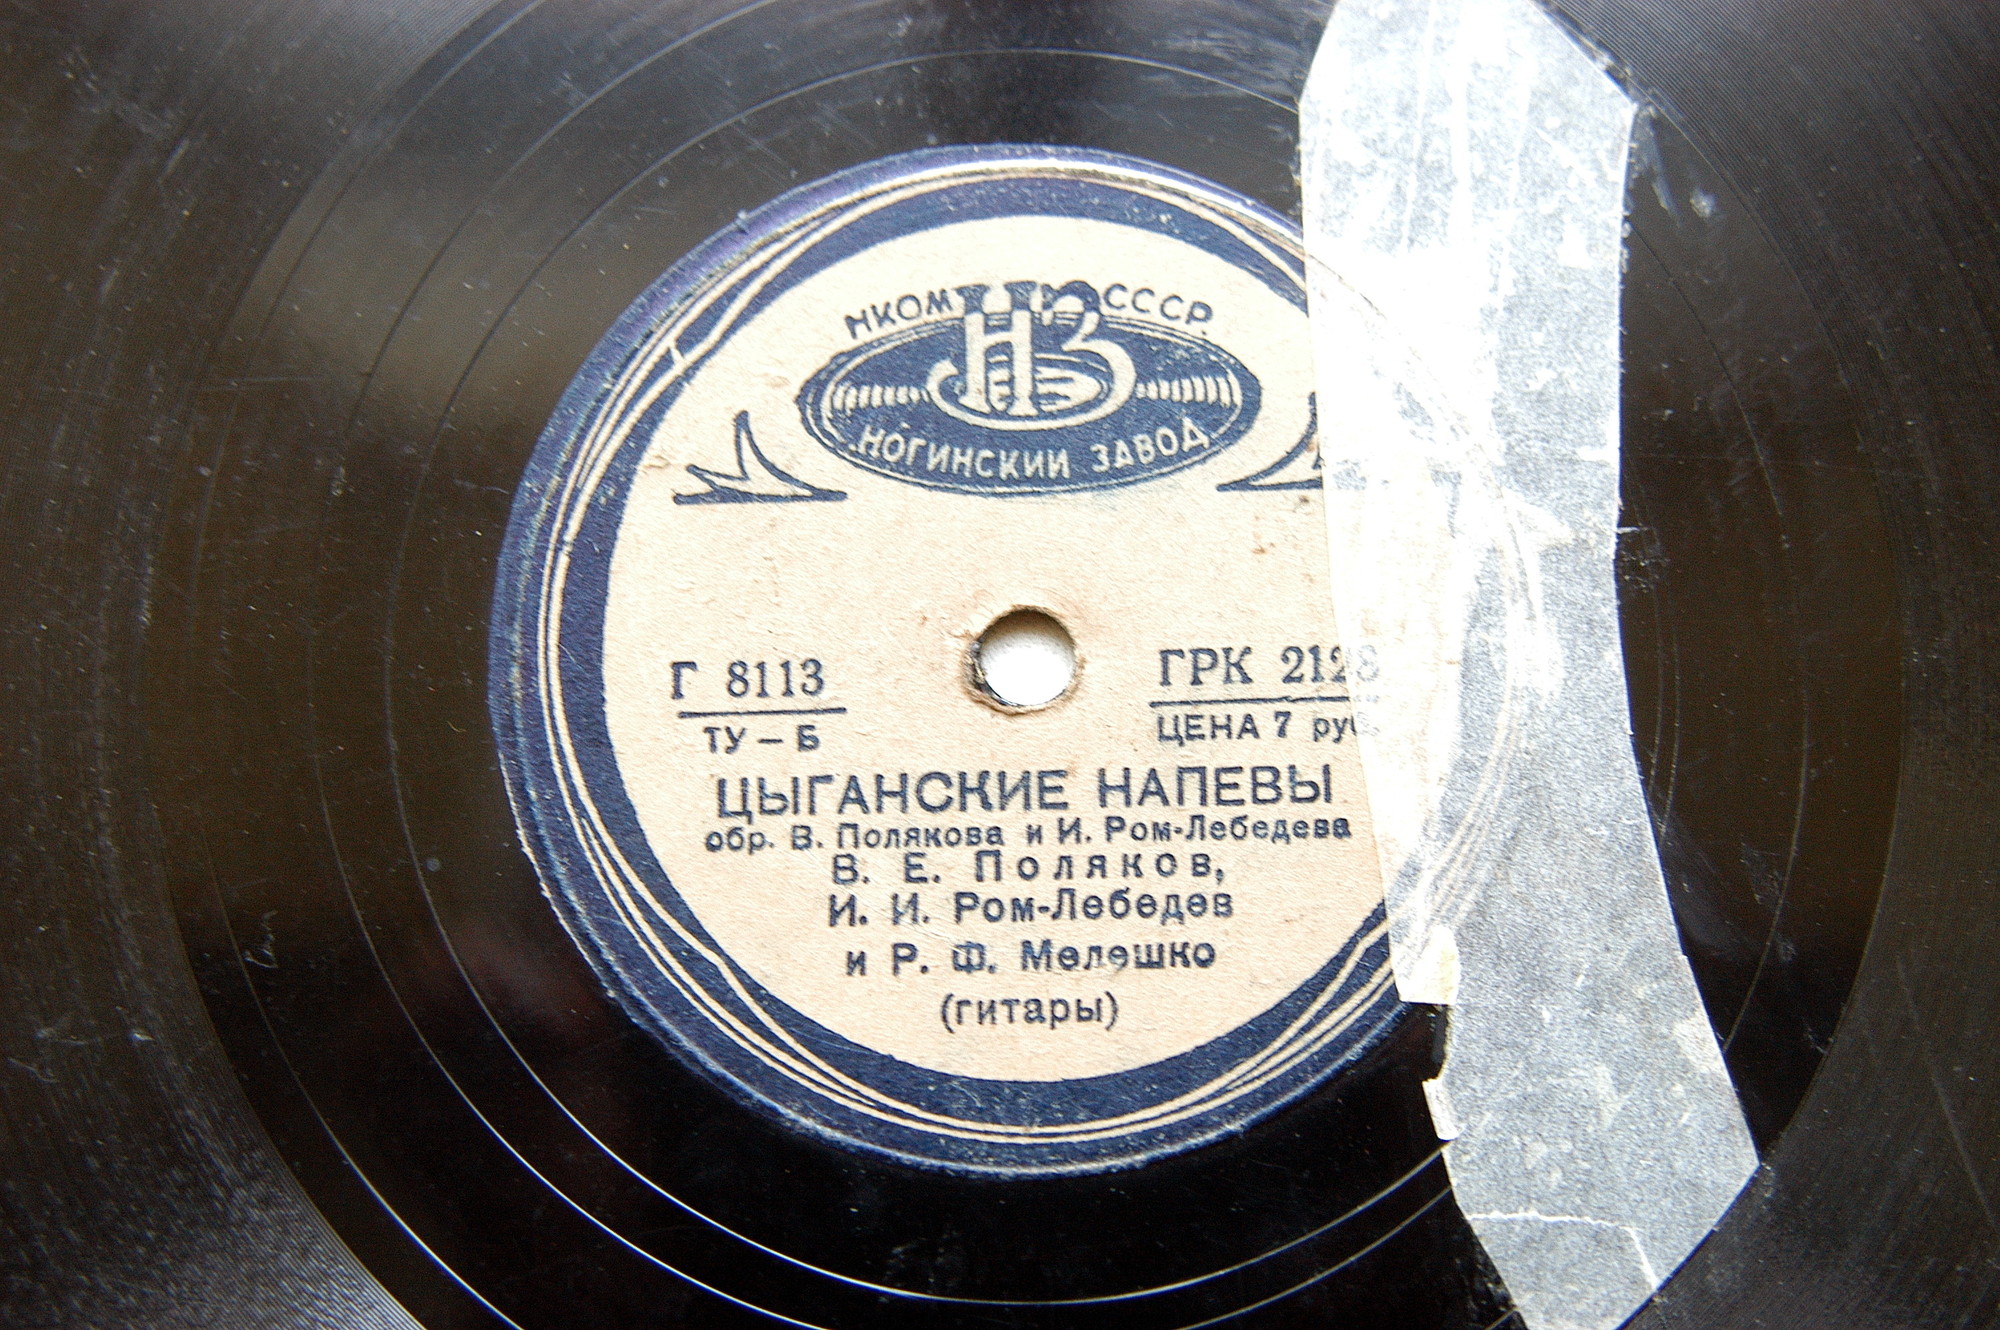 НКОМ СССР
НЗ
НОГИНСКИЙ ЗАВОД
Г 8113 ГРК 2128
ТУ – Б ЦЕНА 7 руб.
ЦЫГАНСКИЕ НАПЕВЫ
обр. В. Полякова и И. Ром-Лебедева
В. Е. Поляков,
И. И. Ром-Лебедев
и Р. Ф. Мелешко
(гитары)